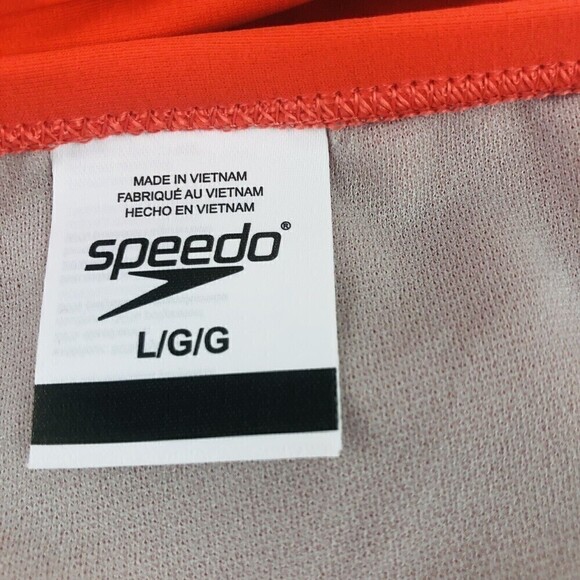 MADE IN VIETNAM
FABRIQUÉ AU VIETNAM
HECHO EN VIETNAM
speedo®
L/G/G